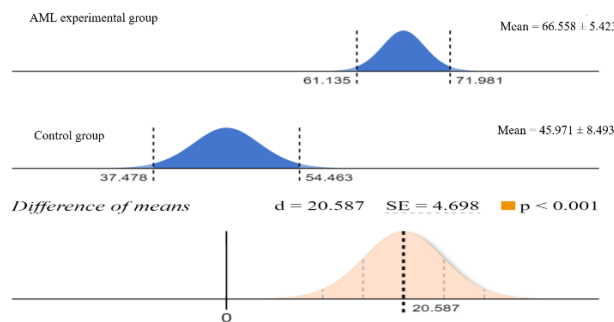 AML experimental group
Mean = 66.558 ± 5.423
61.135
71.981
Control group
Mean = 45.971 ± 8.493
37.478
54.463
Difference of means d = 20.587 SE = 4.698 p < 0.001
0
20.587